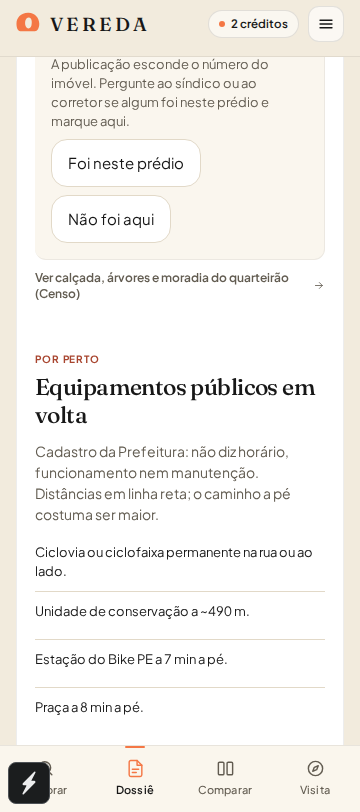 VEREDA
2 créditos
A publicação esconde o número do
imóvel. Pergunte ao síndico ou ao
corretor se algum foi neste prédio e
marque aqui.
Foi neste prédio
Não foi aqui
Ver calçada, árvores e moradia do quarteirão
(Censo)
POR PERTO
Equipamentos públicos em
volta
Cadastro da Prefeitura: não diz horário,
funcionamento nem manutenção.
Distâncias em linha reta; o caminho a pé
costuma ser maior.
Ciclovia ou ciclofaixa permanente na rua ou ao
lado.
Unidade de conservação a ~490 m.
Estação do Bike PE a 7 min a pé.
Praça a 8 min a pé.
Dossiê
Comparar
Visita